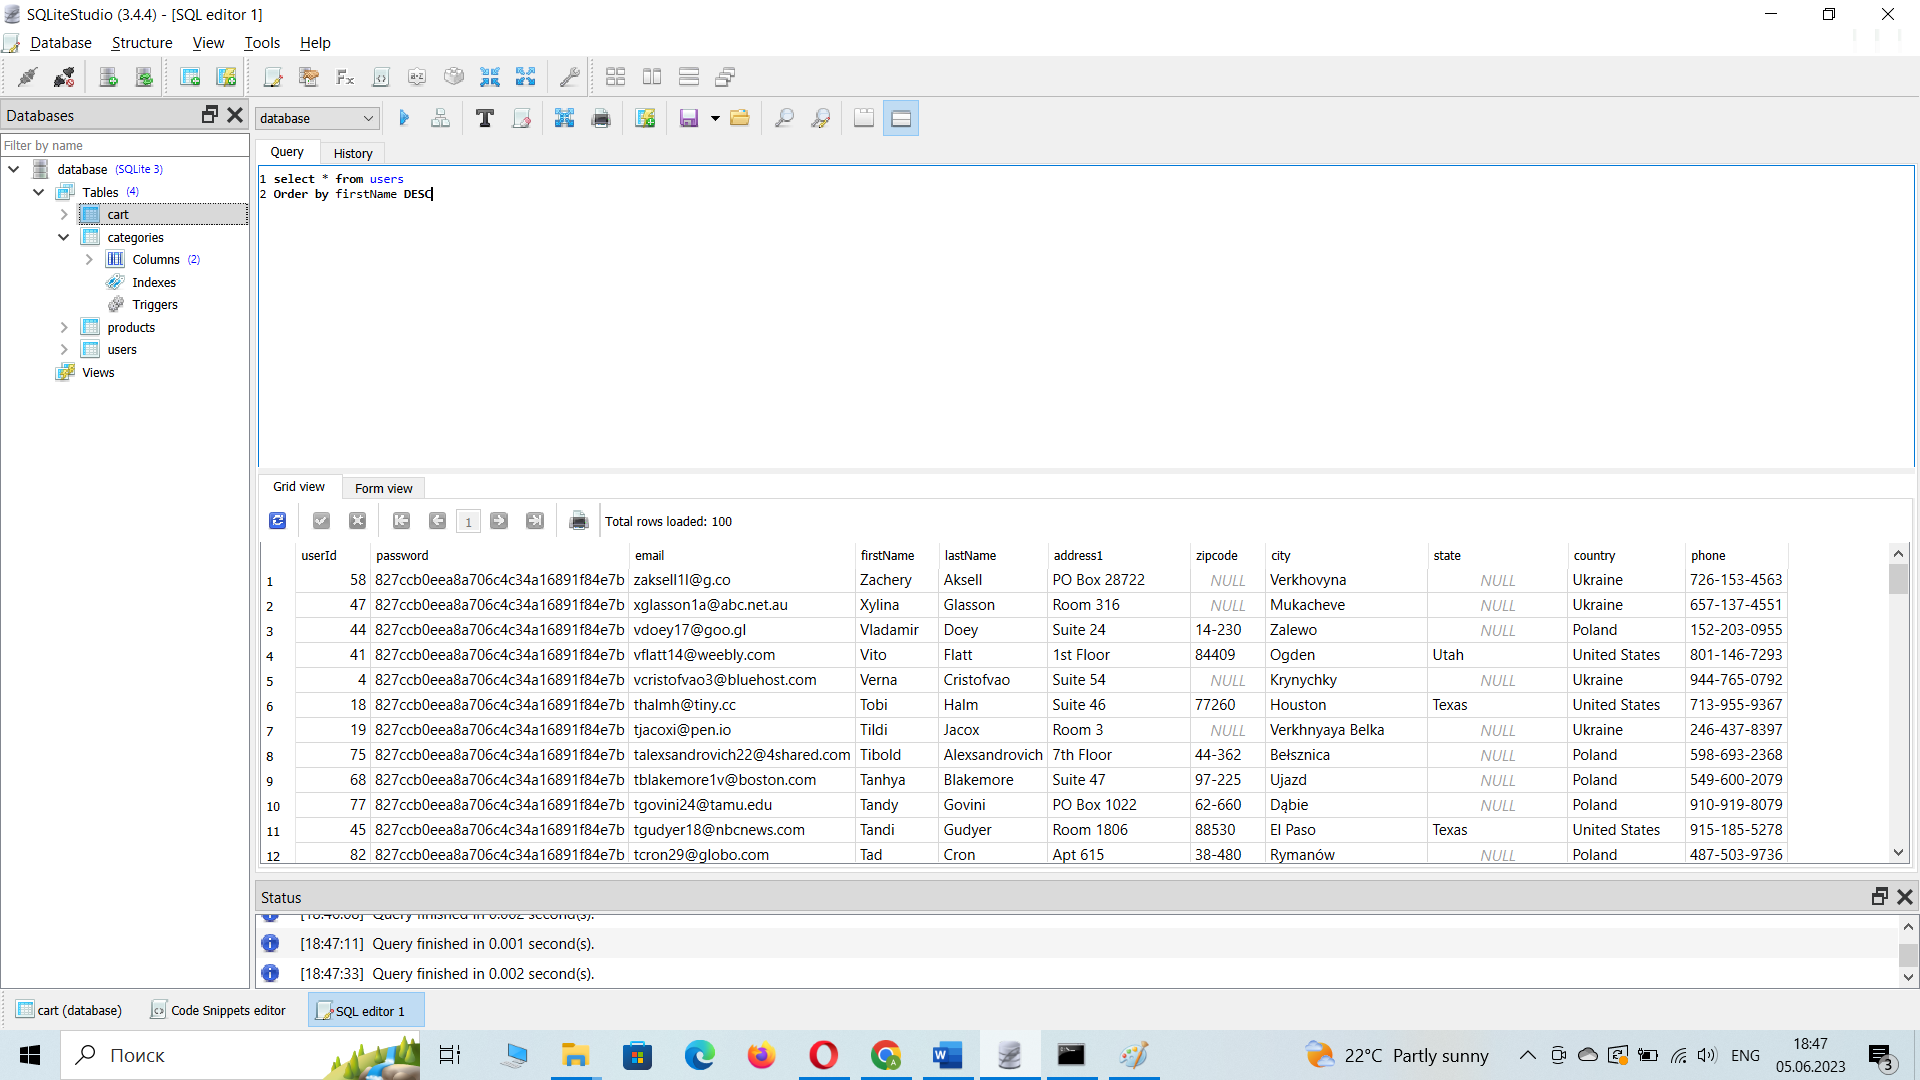 SQLiteStudio (3.4.4) - [SQL editor 1]
Database Structure View Tools Help
Databases
Filter by name
database (SQLite 3)
Tables (4)
cart
categories
Columns (2)
Indexes
Triggers
products
users
Views
database
Query History
1 select * from users
2 Order by firstName DESC
Grid view Form view
1 Total rows loaded: 100
userId password email firstName lastName address1 zipcode city state country phone
1 58 827ccb0eea8a706c4c34a16891f84e7b zaksell1l@g.co Zachery Aksell PO Box 28722 NULL Verkhovyna NULL Ukraine 726-153-4563
2 47 827ccb0eea8a706c4c34a16891f84e7b xglasson1a@abc.net.au Xylina Glasson Room 316 NULL Mukacheve NULL Ukraine 657-137-4551
3 44 827ccb0eea8a706c4c34a16891f84e7b vdoey17@goo.gl Vladamir Doey Suite 24 14-230 Zalewo NULL Poland 152-203-0955
4 41 827ccb0eea8a706c4c34a16891f84e7b vflatt14@weebly.com Vito Flatt 1st Floor 84409 Ogden Utah United States 801-146-7293
5 4 827ccb0eea8a706c4c34a16891f84e7b vcristofvao3@bluehost.com Verna Cristofvao Suite 54 NULL Krynychky NULL Ukraine 944-765-0792
6 18 827ccb0eea8a706c4c34a16891f84e7b thalmh@tiny.cc Tobi Halm Suite 46 77260 Houston Texas United States 713-955-9367
7 19 827ccb0eea8a706c4c34a16891f84e7b tjacoxi@pen.io Tildi Jacox Room 3 NULL Verkhnyaya Belka NULL Ukraine 246-437-8397
8 75 827ccb0eea8a706c4c34a16891f84e7b talexsandrovich22@4shared.com Tibold Alexsandrovich 7th Floor 44-362 Bełsznica NULL Poland 598-693-2368
9 68 827ccb0eea8a706c4c34a16891f84e7b tblakemore1v@boston.com Tanhya Blakemore Suite 47 97-225 Ujazd NULL Poland 549-600-2079
10 77 827ccb0eea8a706c4c34a16891f84e7b tgovini24@tamu.edu Tandy Govini PO Box 1022 62-660 Dąbie NULL Poland 910-919-8079
11 45 827ccb0eea8a706c4c34a16891f84e7b tgudyer18@nbcnews.com Tandi Gudyer Room 1806 88530 El Paso Texas United States 915-185-5278
12 82 827ccb0eea8a706c4c34a16891f84e7b tcron29@globo.com Tad Cron Apt 615 38-480 Rymanów NULL Poland 487-503-9736
Status
[18:46:08] Query finished in 0.002 second(s).
[18:47:11] Query finished in 0.001 second(s).
[18:47:33] Query finished in 0.002 second(s).
cart (database) Code Snippets editor SQL editor 1
Поиск 22°C Partly sunny ENG 18:47
05.06.2023 3